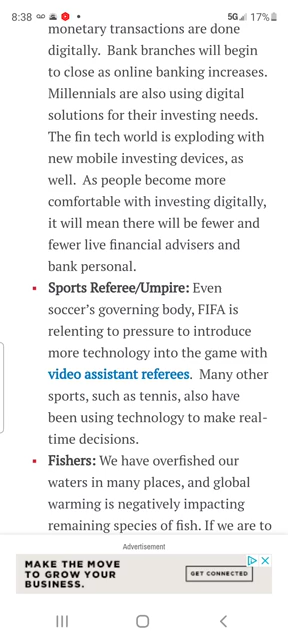 8:38
5G 17%
monetary transactions are done
digitally.  Bank branches will begin
to close as online banking increases.
Millennials are also using digital
solutions for their investing needs.
The fin tech world is exploding with
new mobile investing devices, as
well.  As people become more
comfortable with investing digitally,
it will mean there will be fewer and
fewer live financial advisers and
bank personal.
▪ Sports Referee/Umpire: Even
soccer’s governing body, FIFA is
relenting to pressure to introduce
more technology into the game with
video assistant referees.  Many other
sports, such as tennis, also have
been using technology to make real-
time decisions.
▪ Fishers: We have overfished our
waters in many places, and global
warming is negatively impacting
remaining species of fish. If we are to
Advertisement
MAKE THE MOVE
TO GROW YOUR
BUSINESS.
GET CONNECTED